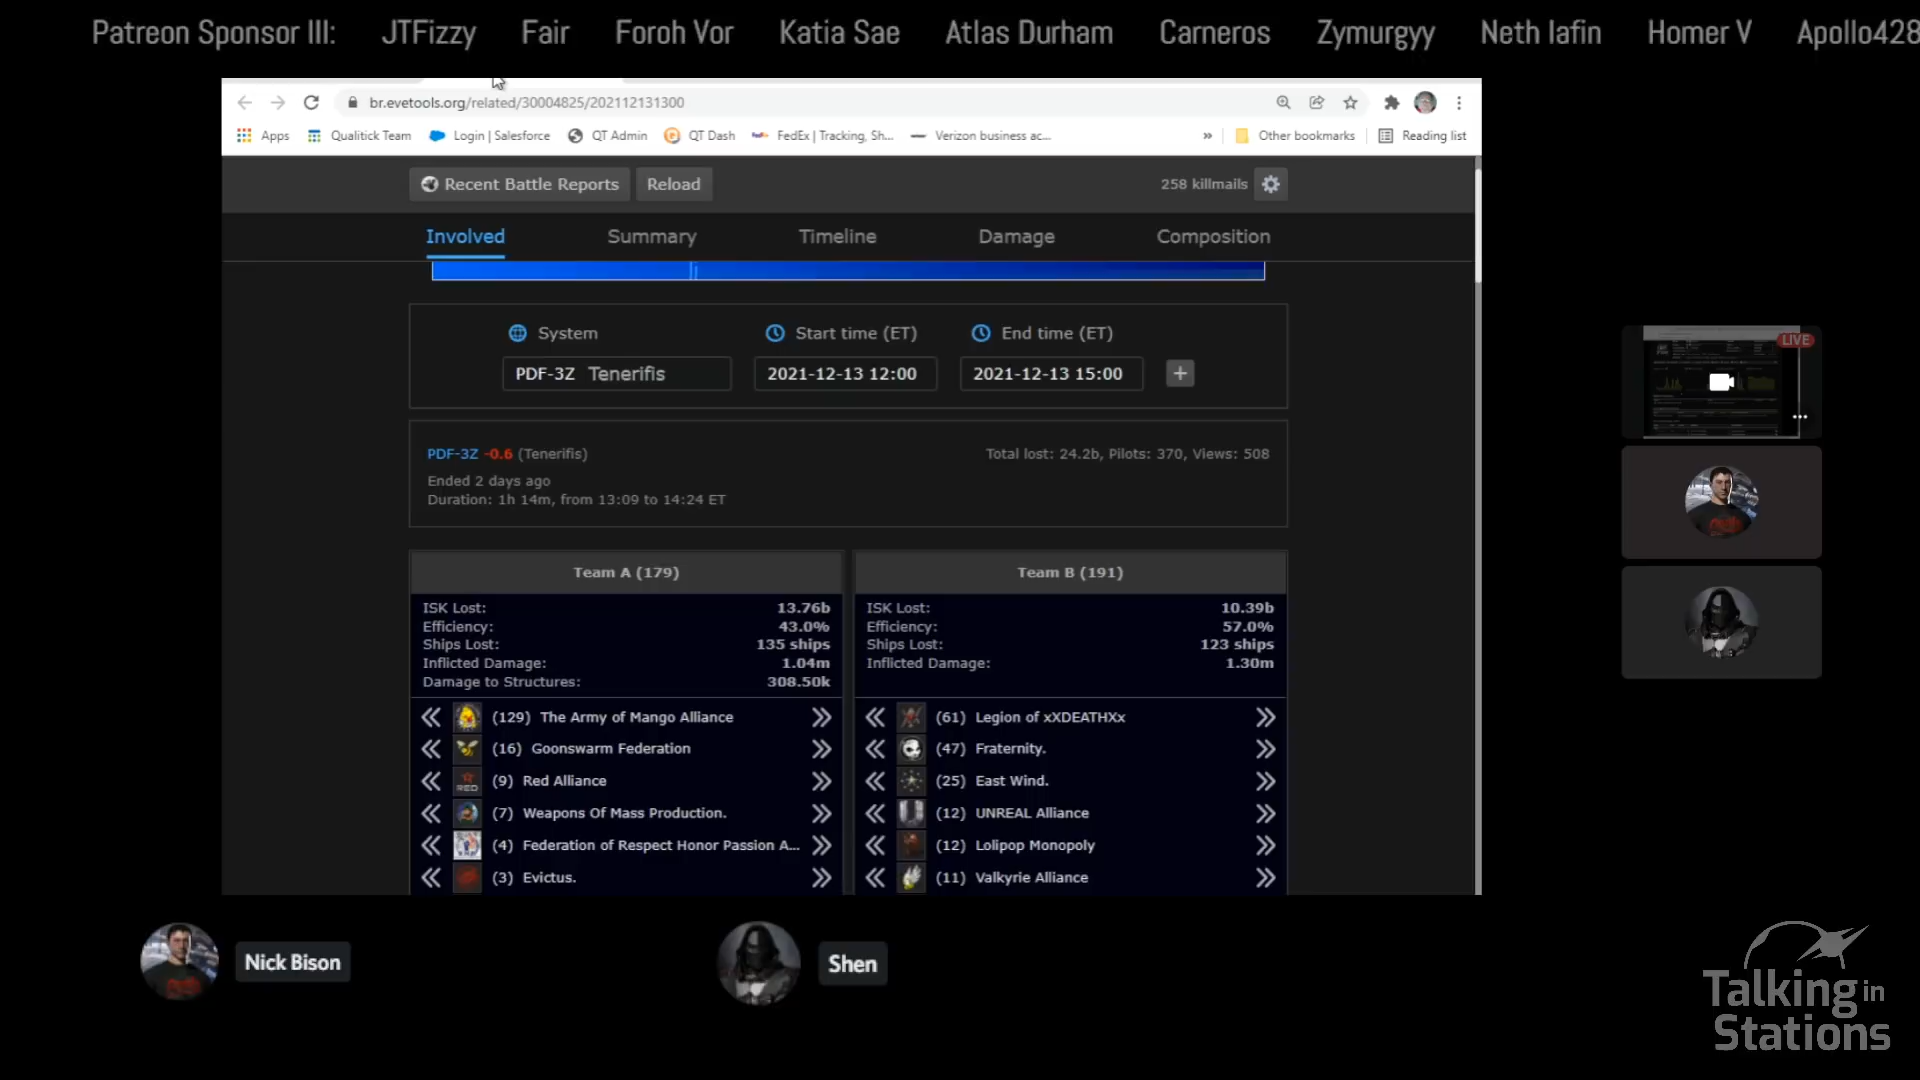 Patreon Sponsor III: JTFizzy Fair Foroh Vor Katia Sae Atlas Durham Carneros Zymurgyy Neth Iafin Homer V Apollo428
br.evetools.org/related/30004825/202112131300
Apps Qualitick Team Login | Salesforce QT Admin QT Dash FedEx | Tracking, Sh... Verizon business ac... » Other bookmarks Reading list
Recent Battle Reports Reload 258 killmails
Involved Summary Timeline Damage Composition
System Start time (ET) End time (ET)
PDF-3Z Tenerifis 2021-12-13 12:00 2021-12-13 15:00 +
PDF-3Z -0.6 (Tenerifis) Total lost: 24.2b, Pilots: 370, Views: 508
Ended 2 days ago
Duration: 1h 14m, from 13:09 to 14:24 ET
Team A (179)
ISK Lost: 13.76b
Efficiency: 43.0%
Ships Lost: 135 ships
Inflicted Damage: 1.04m
Damage to Structures: 308.50k
(129) The Army of Mango Alliance
(16) Goonswarm Federation
RED (9) Red Alliance
(7) Weapons Of Mass Production.
(4) Federation of Respect Honor Passion A...
(3) Evictus.
Team B (191)
ISK Lost: 10.39b
Efficiency: 57.0%
Ships Lost: 123 ships
Inflicted Damage: 1.30m
(61) Legion of xXDEATHXx
(47) Fraternity.
(25) East Wind.
(12) UNREAL Alliance
(12) Lolipop Monopoly
(11) Valkyrie Alliance
LIVE
Nick Bison
Shen
Talking in
Stations